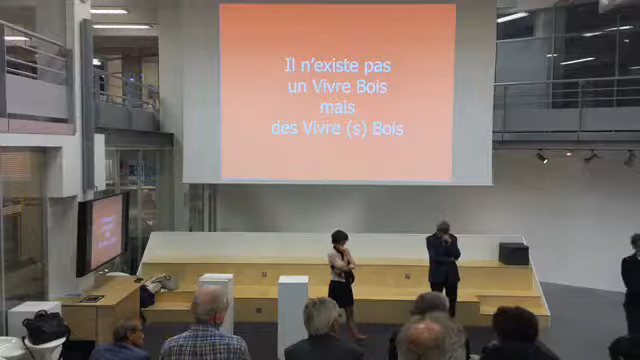 Il n'existe pas
un Vivre Bois
mais
des Vivre (s) Bois